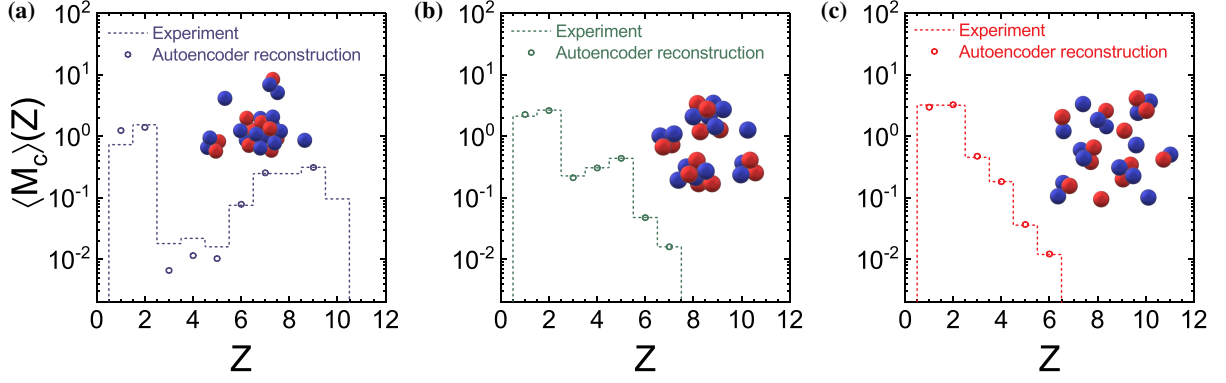 (a)
(b)
(c)
⟨M_c⟩(Z)
10^2
10^1
10^0
10^-1
10^-2
Experiment
Autoencoder reconstruction
0 2 4 6 8 10 12
Z
10^2
10^1
10^0
10^-1
10^-2
Experiment
Autoencoder reconstruction
0 2 4 6 8 10 12
Z
10^2
10^1
10^0
10^-1
10^-2
Experiment
Autoencoder reconstruction
0 2 4 6 8 10 12
Z